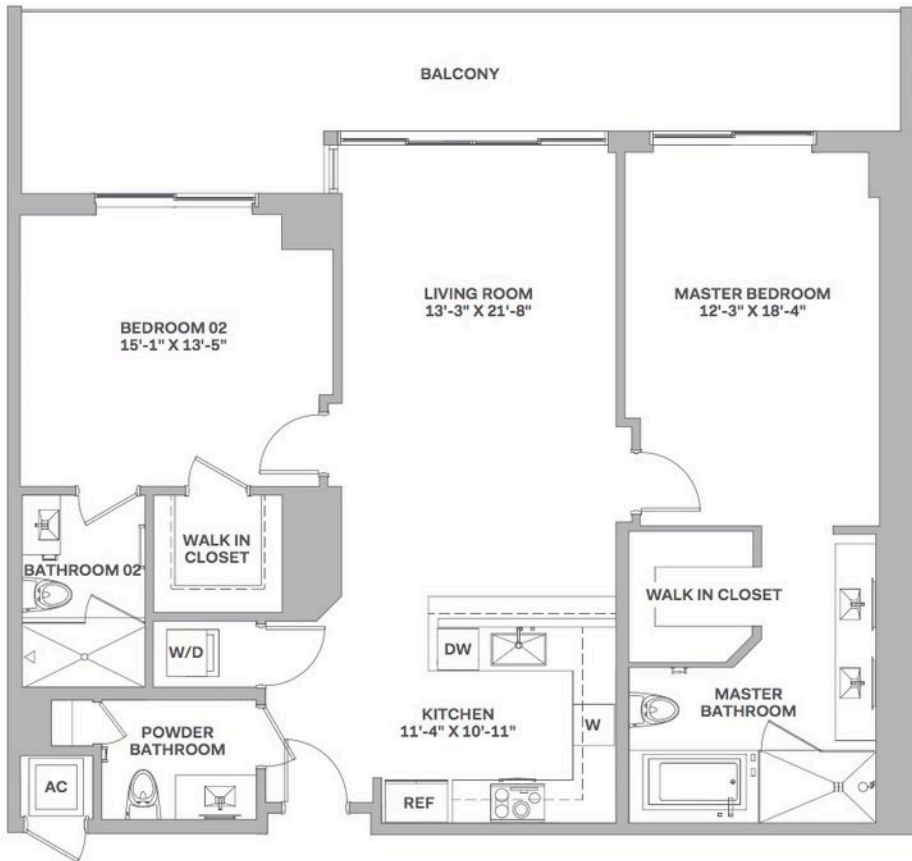 BALCONY
LIVING ROOM
13'-3" X 21'-8"
MASTER BEDROOM
12'-3" X 18'-4"
BEDROOM 02
15'-1" X 13'-5"
WALK IN
CLOSET
BATHROOM 02
WALK IN CLOSET
W/D
DW
MASTER
BATHROOM
KITCHEN
11'-4" X 10'-11"
W
POWDER
BATHROOM
AC
REF